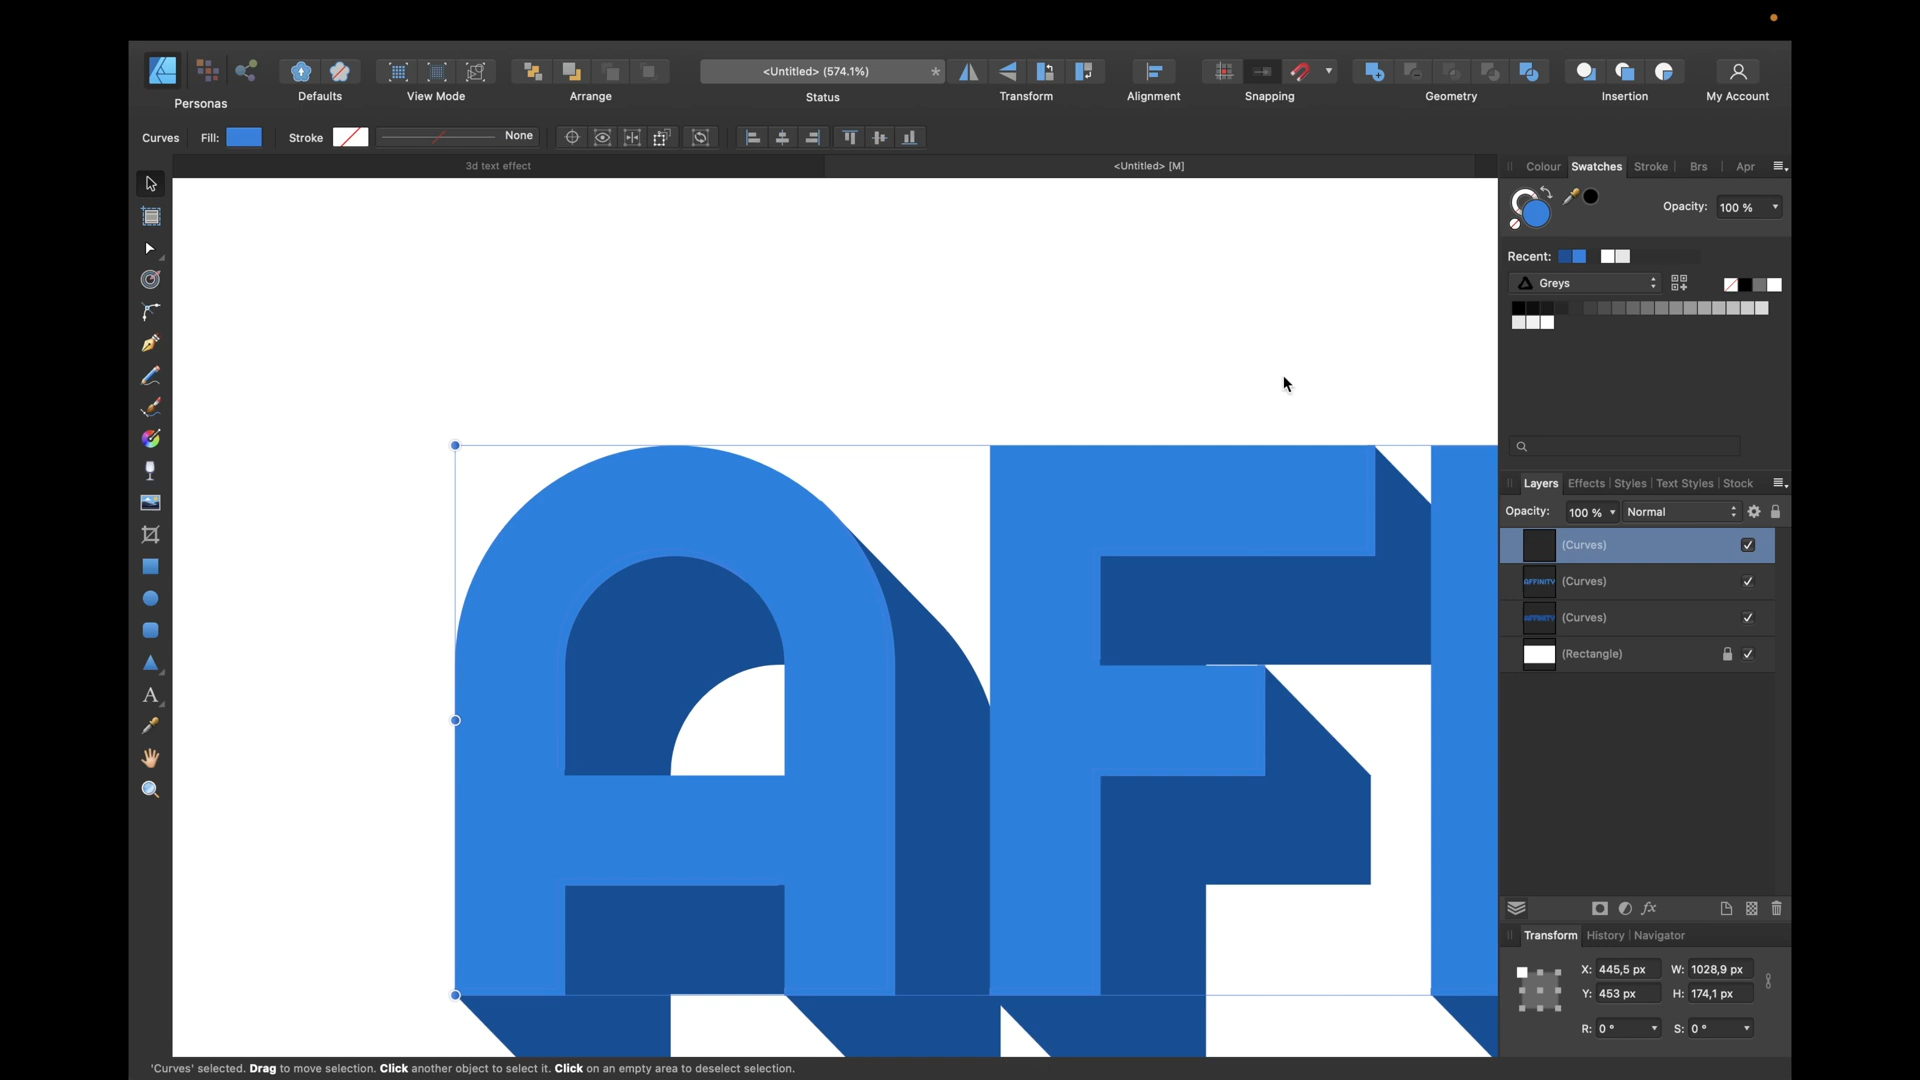 <Untitled> (574.1%) *
Personas Defaults View Mode Arrange Status Transform Alignment Snapping Geometry Insertion My Account
Curves Fill: Stroke None
3d text effect <Untitled> [M]
Colour Swatches Stroke Brs Apr
Opacity: 100 %
Recent:
Greys
AFI
Layers Effects Styles Text Styles Stock
Opacity: 100 % Normal
(Curves)
AFFINITY (Curves)
AFFINITY (Curves)
(Rectangle)
fx
Transform History Navigator
X: 445,5 px W: 1028,9 px
Y: 453 px H: 174,1 px
R: 0 ° S: 0 °
'Curves' selected. Drag to move selection. Click another object to select it. Click on an empty area to deselect selection.